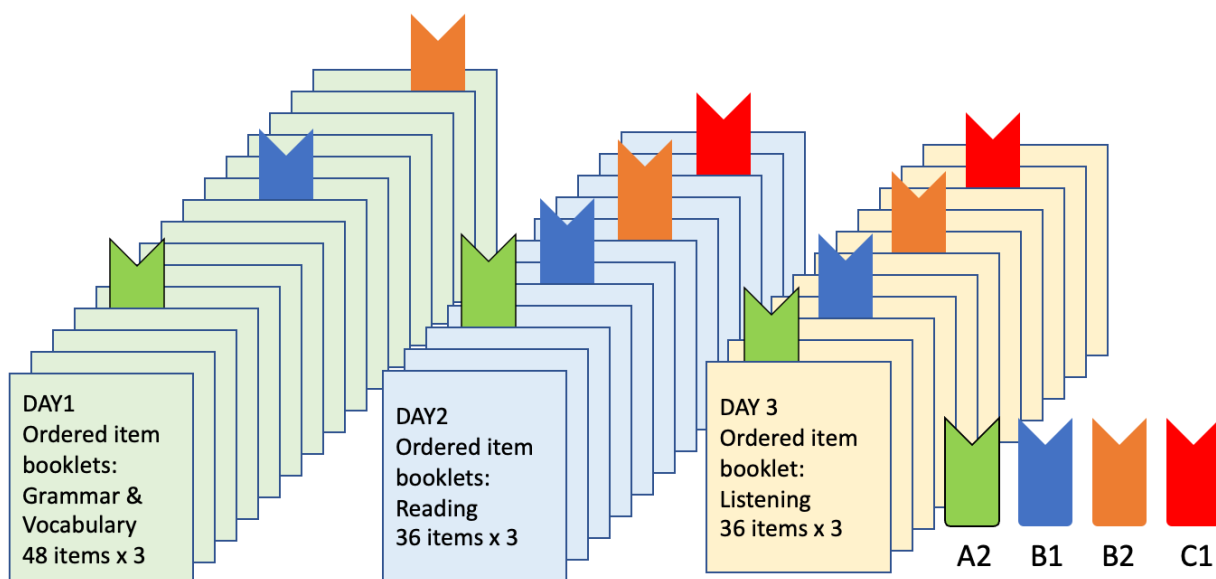 DAY1
Ordered item
booklets:
Grammar &
Vocabulary
48 items x 3
DAY2
Ordered item
booklets:
Reading
36 items x 3
DAY 3
Ordered item
booklet:
Listening
36 items x 3
A2 B1 B2 C1